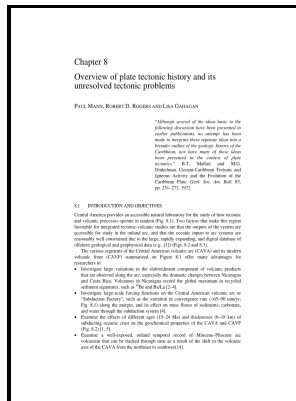 Chapter 8
Overview of plate tectonic history and its
unresolved tectonic problems
PAUL MANN, ROBERT D. ROGERS AND LISA GAHAGAN
"Although several of the ideas basic to the
following discussion have been presented in
earlier publications, no attempt has been
made to integrate these separate ideas into a
broader outline of the geologic history of the
Caribbean, nor have many of these ideas
been presented in the context of plate
tectonics." B.T. Malfait and M.G.
Dinkelman: Circum-Caribbean Tectonic and
Igneous Activity and the Evolution of the
Caribbean Plate. Geol. Soc. Am. Bull. 83,
pp. 251–272, 1972.
8.1 INTRODUCTION AND OBJECTIVES
Central America provides an accessible natural laboratory for the study of how tectonic
and volcanic processes operate in tandem (Fig. 8.1). Two factors that make this region
favorable for integrated tectonic-volcanic studies are that the outputs of the system are
accessible for study in the onland arc, and that the oceanic inputs to arc systems are
reasonably well constrained due to the large, rapidly expanding, and digital database of
offshore geological and geophysical data (e.g., [1]) (Figs. 8.2 and 8.3).
The various segments of the Central American volcanic arc (CAVA) and its modern
volcanic front (CAVF) summarized on Figure 8.1 offer many advantages for
researchers to:
• Investigate large variations in the slab/sediment component of volcanic products
that are observed along the arc, especially the dramatic changes between Nicaragua
and Costa Rica. Volcanoes in Nicaragua record the global maximum in recycled
sediment signatures, such as ¹⁰Be and Ba/La [2–4].
• Investigate large-scale forcing functions on the Central American volcanic arc or
"Subduction Factory", such as the variation in convergence rate (~65–90 mm/yr;
Fig. 8.1) along the margin, and its effect on mass fluxes of sediments, carbonate,
and water through the subduction system [4].
• Examine the effects of different ages (15–24 Ma) and thicknesses (6–19 km) of
subducting oceanic crust on the geochemical properties of the CAVA and CAVF
(Fig. 8.2) [1, 5].
• Examine a well-exposed, onland temporal record of Miocene–Pliocene arc
volcanism that can be tracked through time as a result of the shift in the volcanic
axis of the CAVA from the northeast to southwest [4].